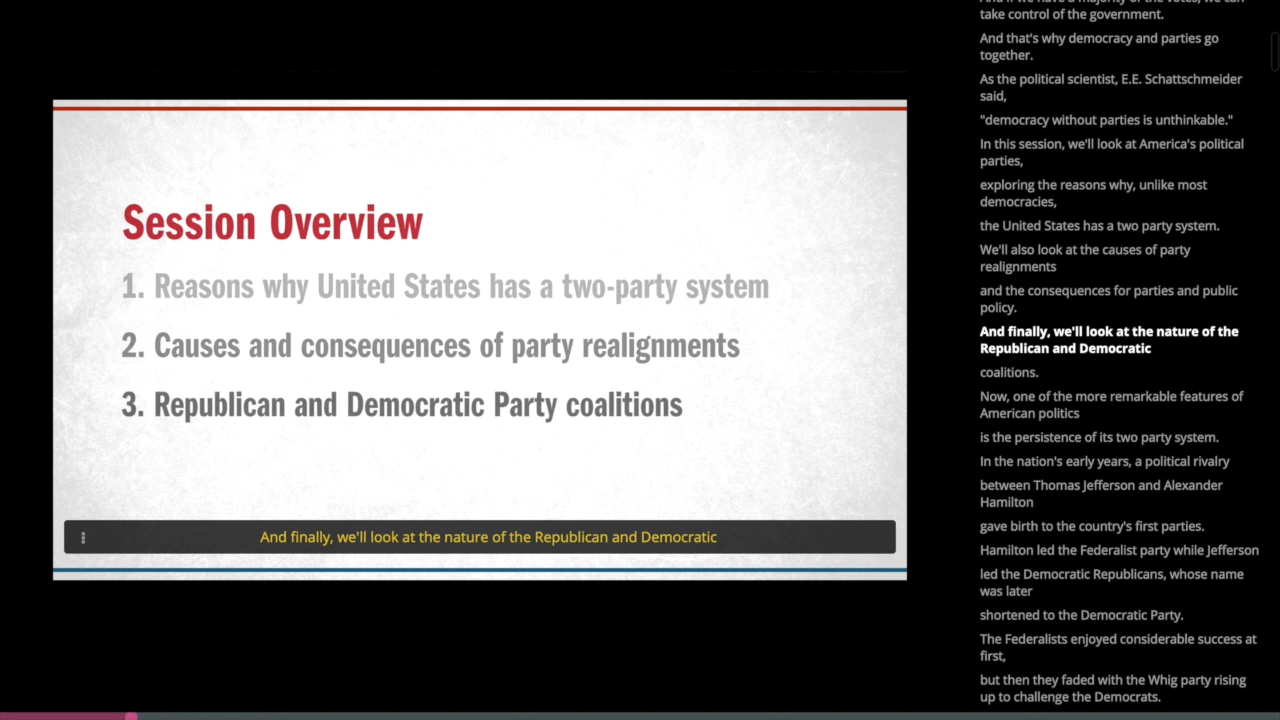 Session Overview
1. Reasons why United States has a two-party system
2. Causes and consequences of party realignments
3. Republican and Democratic Party coalitions
And finally, we'll look at the nature of the Republican and Democratic
take control of the government.
And that's why democracy and parties go
together.
As the political scientist, E.E. Schattschmeider
said,
"democracy without parties is unthinkable."
In this session, we'll look at America's political
parties,
exploring the reasons why, unlike most
democracies,
the United States has a two party system.
We'll also look at the causes of party
realignments
and the consequences for parties and public
policy.
And finally, we'll look at the nature of the
Republican and Democratic
coalitions.
Now, one of the more remarkable features of
American politics
is the persistence of its two party system.
In the nation's early years, a political rivalry
between Thomas Jefferson and Alexander
Hamilton
gave birth to the country's first parties.
Hamilton led the Federalist party while Jefferson
led the Democratic Republicans, whose name
was later
shortened to the Democratic Party.
The Federalists enjoyed considerable success at
first,
but then they faded with the Whig party rising
up to challenge the Democrats.